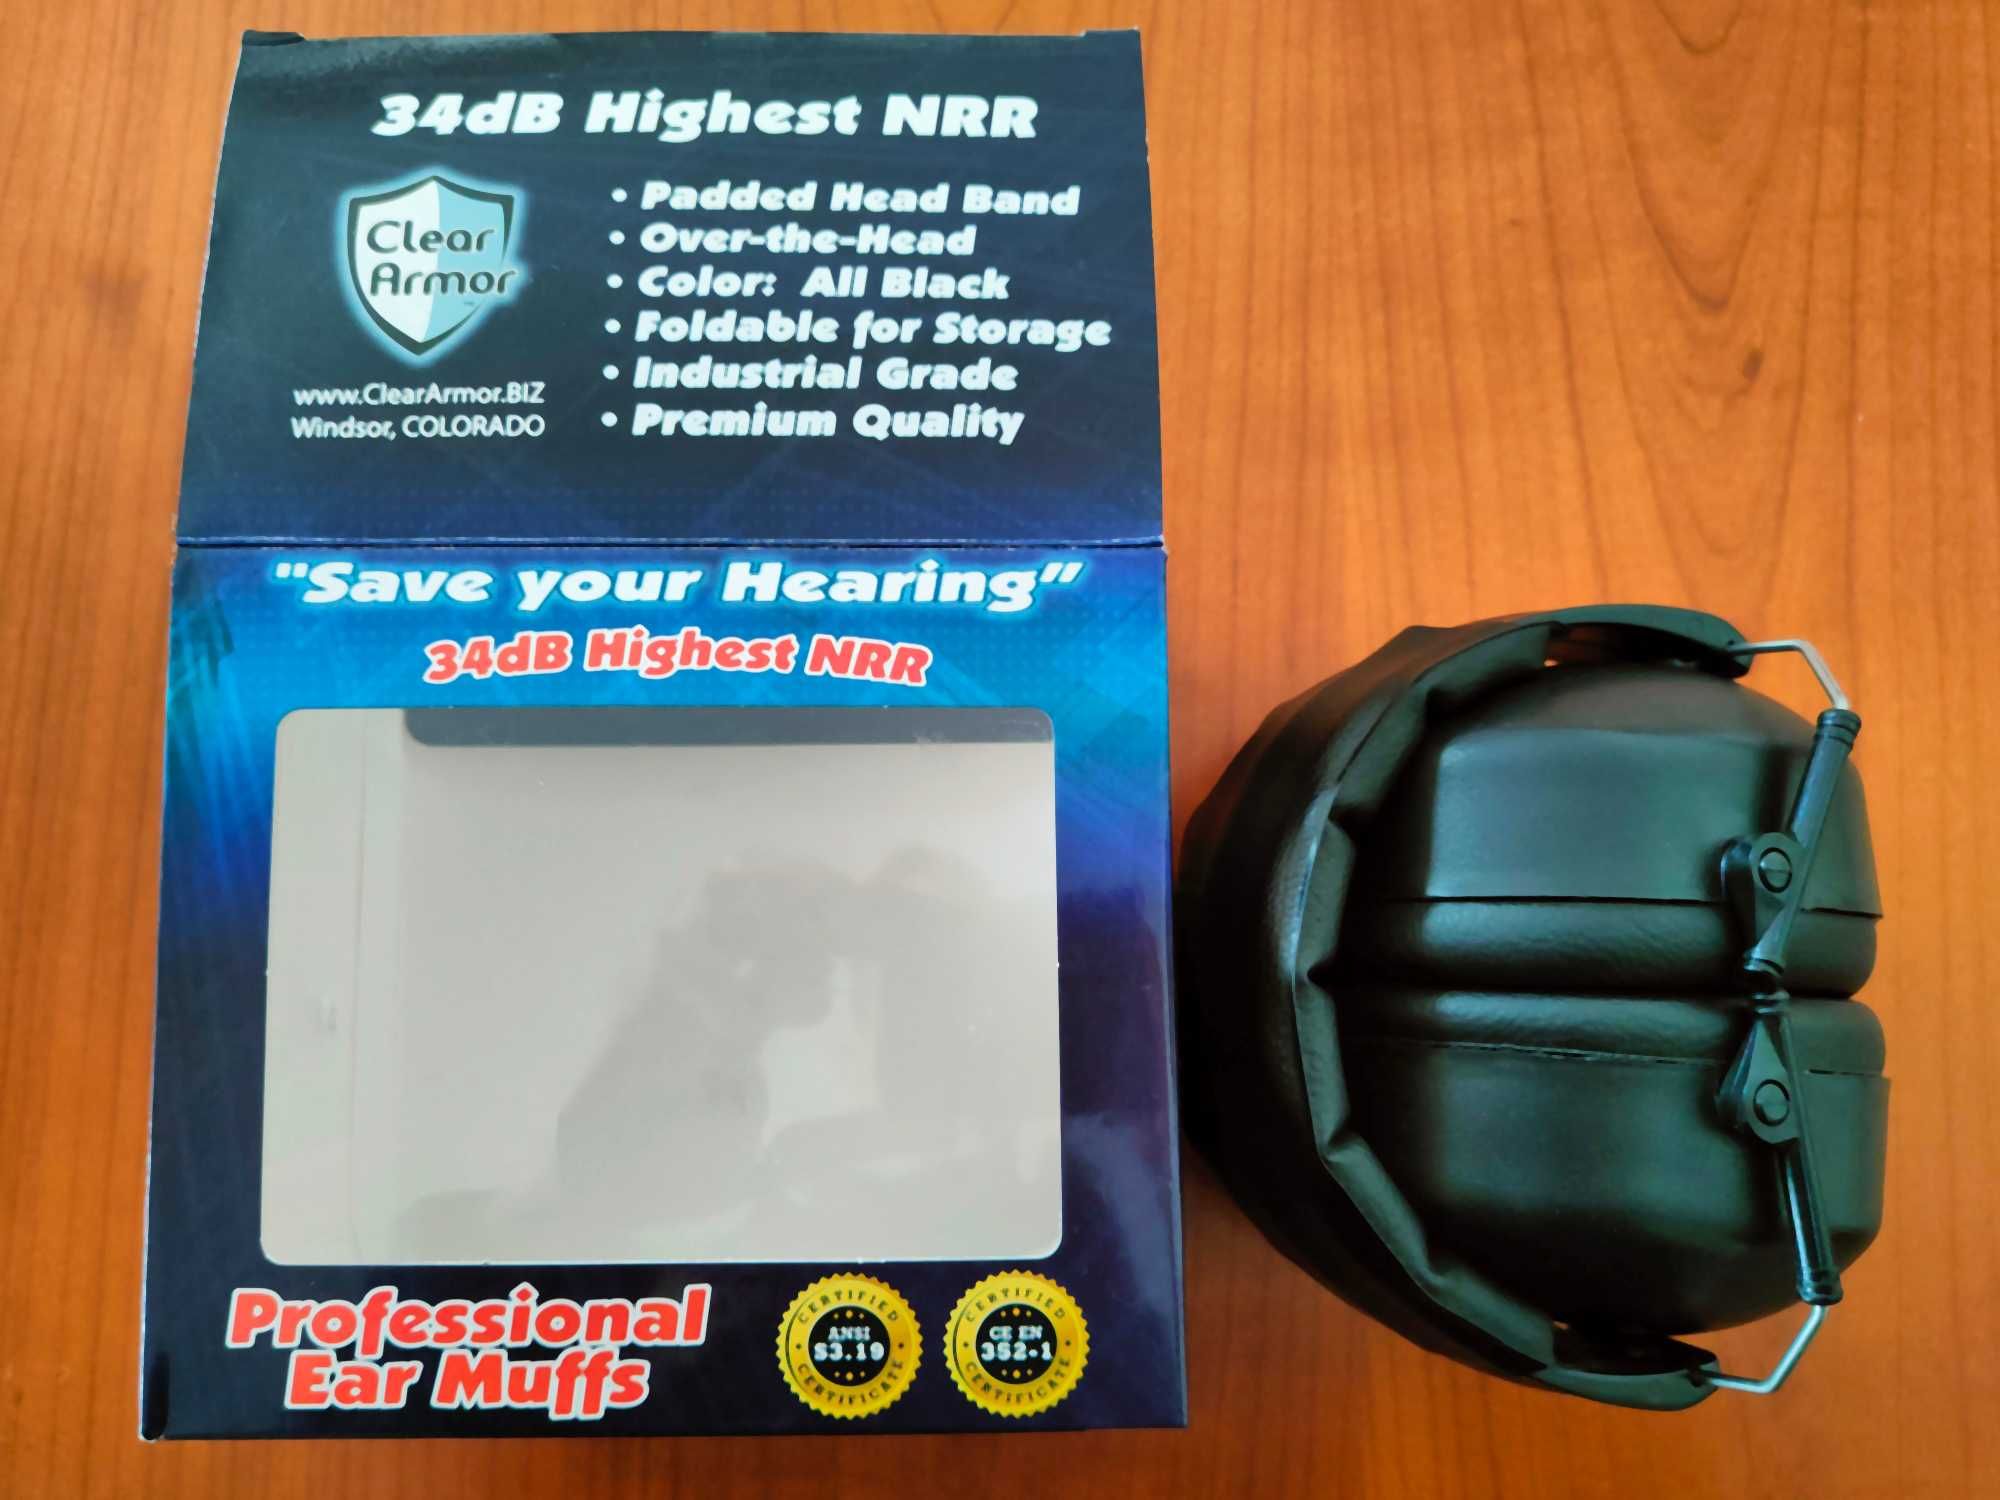 34dB Highest NRR
Clear
Armor
www.ClearArmor.BIZ
Windsor, COLORADO
• Padded Head Band
• Over-the-Head
• Color: All Black
• Foldable for Storage
• Industrial Grade
• Premium Quality
"Save your Hearing”
34dB Highest NRR
Professional
Ear Muffs
CERTIFIED
ANSI
S3.19
CERTIFICATE
CERTIFIED
CE EN
352-1
CERTIFICATE